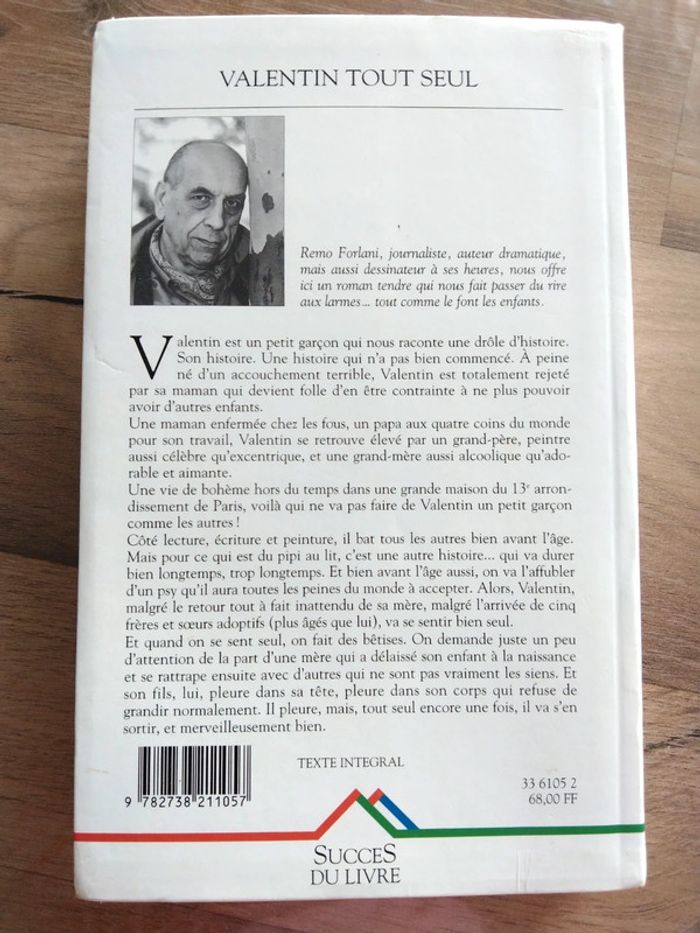 VALENTIN TOUT SEUL
Remo Forlani, journaliste, auteur dramatique,
mais aussi dessinateur à ses heures, nous offre
ici un roman tendre qui nous fait passer du rire
aux larmes... tout comme le font les enfants.
Valentin est un petit garçon qui nous raconte une drôle d'histoire.
Son histoire. Une histoire qui n'a pas bien commencé. À peine
né d'un accouchement terrible, Valentin est totalement rejeté
par sa maman qui devient folle d'en être contrainte à ne plus pouvoir
avoir d'autres enfants.
Une maman enfermée chez les fous, un papa aux quatre coins du monde
pour son travail, Valentin se retrouve élevé par un grand-père, peintre
aussi célèbre qu'excentrique, et une grand-mère aussi alcoolique qu'ado-
rable et aimante.
Une vie de bohème hors du temps dans une grande maison du 13e arron-
dissement de Paris, voilà qui ne va pas faire de Valentin un petit garçon
comme les autres !
Côté lecture, écriture et peinture, il bat tous les autres bien avant l'âge.
Mais pour ce qui est du pipi au lit, c'est une autre histoire... qui va durer
bien longtemps, trop longtemps. Et bien avant l'âge aussi, on va l'affubler
d'un psy qu'il aura toutes les peines du monde à accepter. Alors, Valentin,
malgré le retour tout à fait inattendu de sa mère, malgré l'arrivée de cinq
frères et sœurs adoptifs (plus âgés que lui), va se sentir bien seul.
Et quand on se sent seul, on fait des bêtises. On demande juste un peu
d'attention de la part d'une mère qui a délaissé son enfant à la naissance
et se rattrape ensuite avec d'autres qui ne sont pas vraiment les siens. Et
son fils, lui, pleure dans sa tête, pleure dans son corps qui refuse de
grandir normalement. Il pleure, mais, tout seul encore une fois, il va s'en
sortir, et merveilleusement bien.
TEXTE INTEGRAL
33 6105 2
68,00 FF
9 782738 211057
SUCCES
DU LIVRE